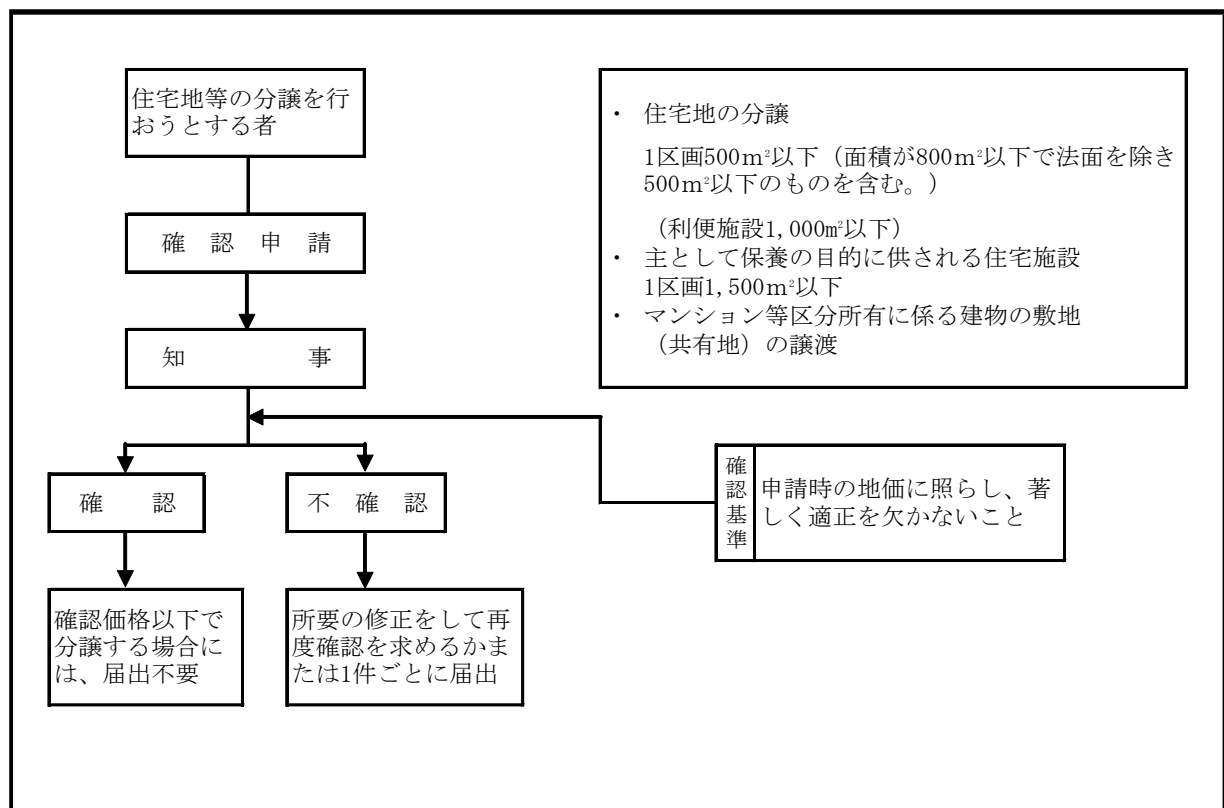 住宅地等の分譲を行
おうとする者
確認申請
知事
確認
不確認
確認価格以下で
分譲する場合に
は、届出不要
所要の修正をして再
度確認を求めるかま
たは1件ごとに届出
・ 住宅地の分譲
1区画500m²以下（面積が800m²以下で法面を除き
500m²以下のものを含む。）
（利便施設1,000m²以下）
・ 主として保養の目的に供される住宅施設
1区画1,500m²以下
・ マンション等区分所有に係る建物の敷地
（共有地）の譲渡
確認基準
申請時の地価に照らし、著
しく適正を欠かないこと